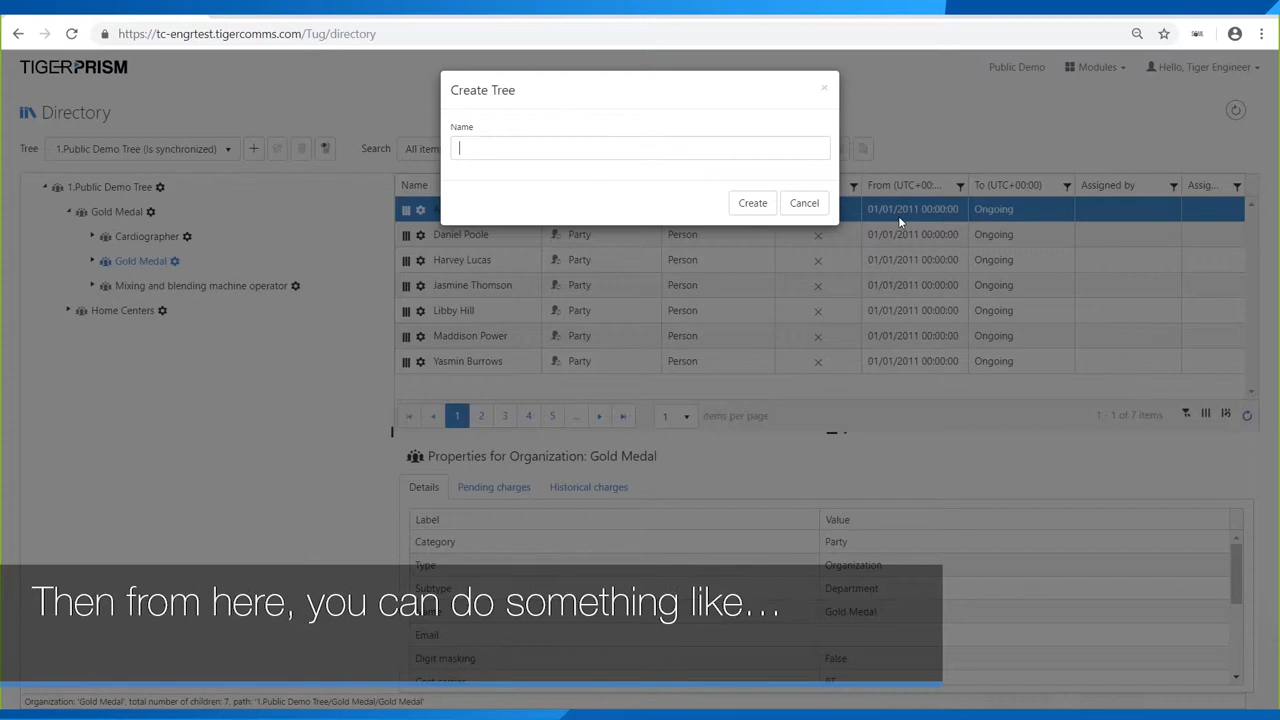 https://tc-engrtest.tigercomms.com/Tug/directory
TIGERPRISM
Public Demo
Modules
Hello, Tiger Engineer
Directory
Tree
1.Public Demo Tree (Is synchronized)
Search
All item
Create Tree
×
Name
Create
Cancel
1.Public Demo Tree
Gold Medal
Cardiographer
Gold Medal
Mixing and blending machine operator
Home Centers
Name
From (UTC+00:...
To (UTC+00:00)
Assigned by
Assig...
01/01/2011 00:00:00
Ongoing
Daniel Poole
Party
Person
01/01/2011 00:00:00
Ongoing
Harvey Lucas
Party
Person
01/01/2011 00:00:00
Ongoing
Jasmine Thomson
Party
Person
01/01/2011 00:00:00
Ongoing
Libby Hill
Party
Person
01/01/2011 00:00:00
Ongoing
Maddison Power
Party
Person
01/01/2011 00:00:00
Ongoing
Yasmin Burrows
Party
Person
01/01/2011 00:00:00
Ongoing
1 2 3 4 5 ...
1
items per page
1 - 1 of 7 items
Properties for Organization: Gold Medal
Details
Pending charges
Historical charges
Label
Value
Category
Party
Type
Organization
Subtype
Department
Name
Gold Medal
Email
Digit masking
False
Cost carrier
BT
Then from here, you can do something like...
Organization: 'Gold Medal', total number of children: 7, path: '1.Public Demo Tree/Gold Medal/Gold Medal'